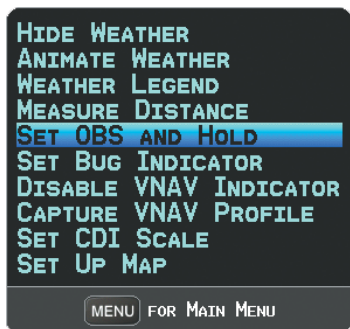 Hide Weather
Animate Weather
Weather Legend
Measure Distance
Set OBS and Hold
Set Bug Indicator
Disable VNAV Indicator
Capture VNAV Profile
Set CDI Scale
Set Up Map
MENU for Main Menu